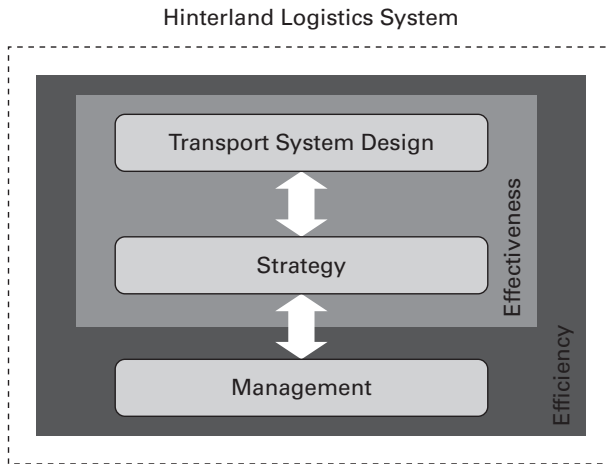 Hinterland Logistics System
Transport System Design
Strategy
Effectiveness
Management
Efficiency